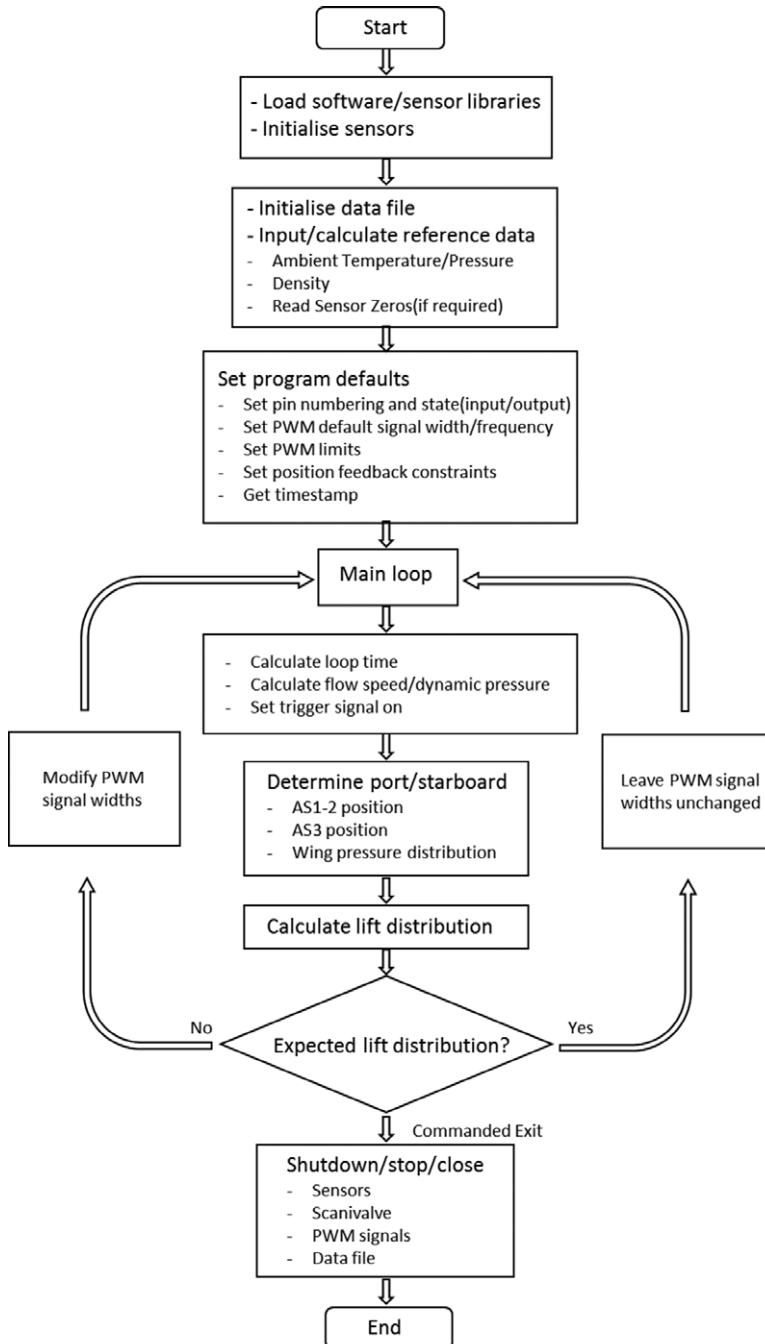 Start
- Load software/sensor libraries
- Initialise sensors
- Initialise data file
- Input/calculate reference data
- Ambient Temperature/Pressure
- Density
- Read Sensor Zeros(if required)
Set program defaults
- Set pin numbering and state(input/output)
- Set PWM default signal width/frequency
- Set PWM limits
- Set position feedback constraints
- Get timestamp
Main loop
- Calculate loop time
- Calculate flow speed/dynamic pressure
- Set trigger signal on
Modify PWM
signal widths
Determine port/starboard
- AS1-2 position
- AS3 position
- Wing pressure distribution
Leave PWM signal
widths unchanged
Calculate lift distribution
No
Yes
Expected lift distribution?
Commanded Exit
Shutdown/stop/close
- Sensors
- Scanivalve
- PWM signals
- Data file
End